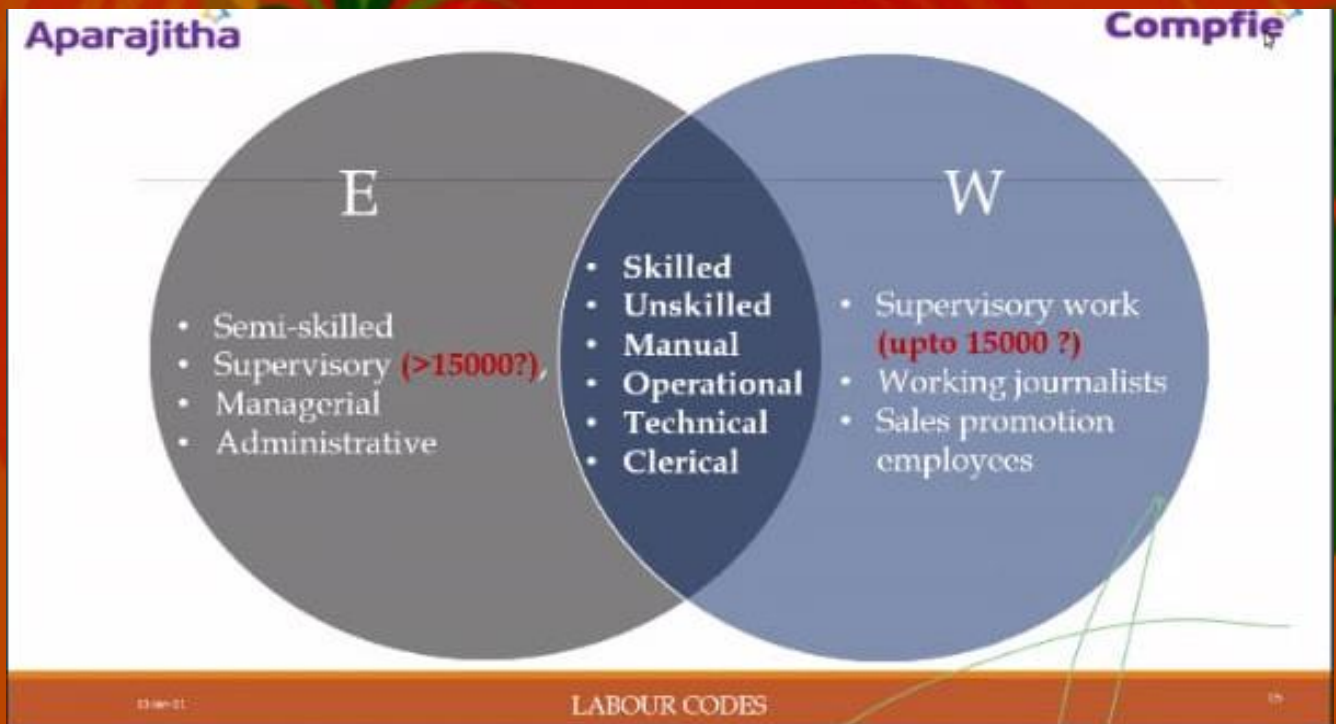 Aparajitha
Compfie
E
• Semi-skilled
• Supervisory (>15000?),
• Managerial
• Administrative
• Skilled
• Unskilled
• Manual
• Operational
• Technical
• Clerical
W
• Supervisory work
(upto 15000 ?)
• Working journalists
• Sales promotion
employees
LABOUR CODES